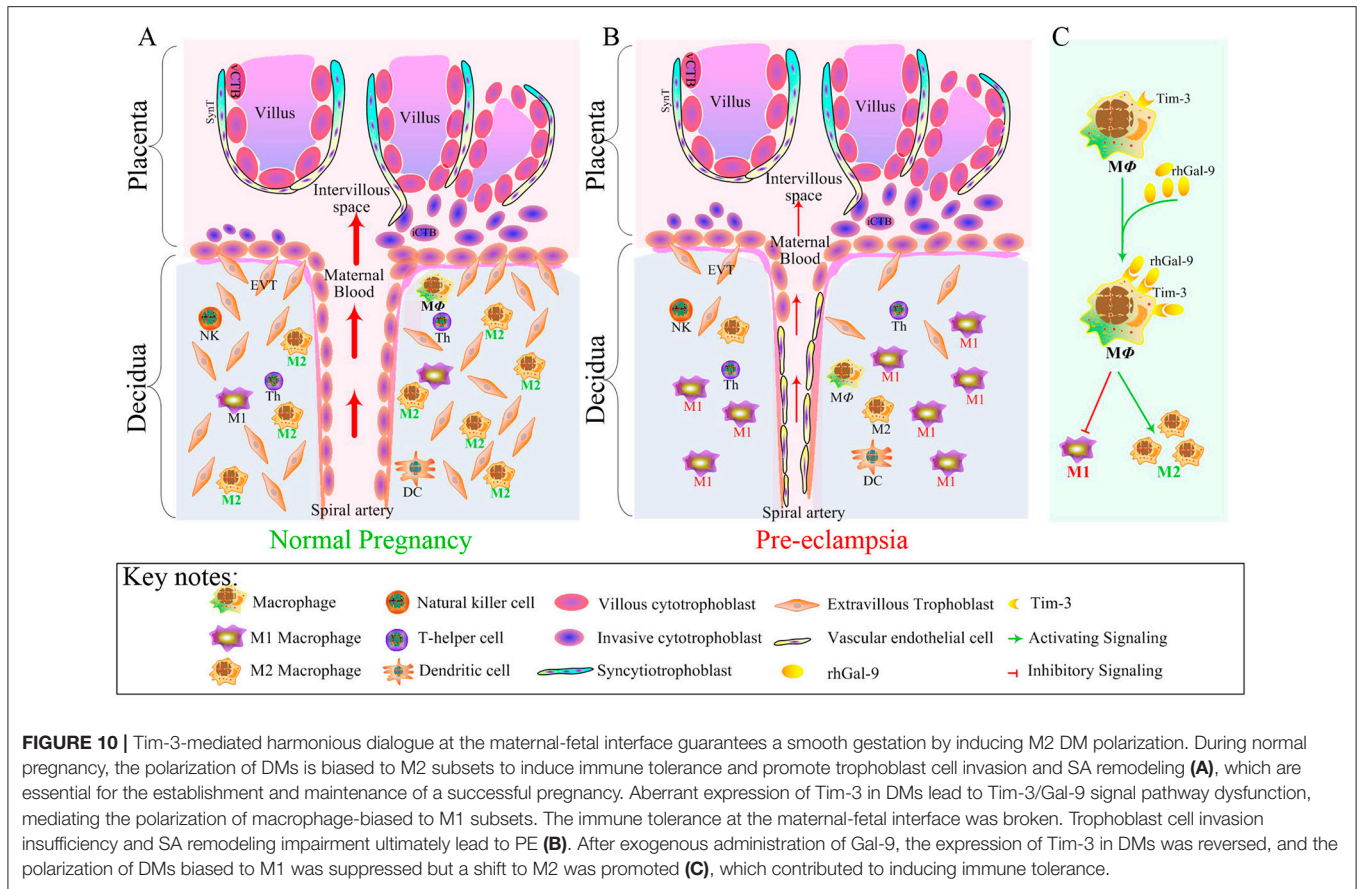 A
Placenta
Decidua
SynT
vCTB
Villus
Villus
Intervillous
space
iCTB
Maternal
Blood
EVT
NK
M2
Th
M1
M2
M2
MΦ
Th
M2
M2
M2
M2
M2
DC
M2
Spiral artery
Normal Pregnancy
B
Placenta
Decidua
SynT
vCTB
Villus
Villus
Intervillous
space
iCTB
Maternal
Blood
EVT
NK
M2
Th
M1
M1
M1
M1
Th
M1
M1
M1
MΦ
M2
M1
M1
DC
M1
Spiral artery
Pre-eclampsia
C
Tim-3
MΦ
rhGal-9
rhGal-9
Tim-3
MΦ
M1
M2
Key notes:
Macrophage
Natural killer cell
Villous cytotrophoblast
Extravillous Trophoblast
Tim-3
M1 Macrophage
T-helper cell
Invasive cytotrophoblast
Vascular endothelial cell
Activating Signaling
M2 Macrophage
Dendritic cell
Syncytiotrophoblast
rhGal-9
Inhibitory Signaling
FIGURE 10 | Tim-3-mediated harmonious dialogue at the maternal-fetal interface guarantees a smooth gestation by inducing M2 DM polarization. During normal
pregnancy, the polarization of DMs is biased to M2 subsets to induce immune tolerance and promote trophoblast cell invasion and SA remodeling (A), which are
essential for the establishment and maintenance of a successful pregnancy. Aberrant expression of Tim-3 in DMs lead to Tim-3/Gal-9 signal pathway dysfunction,
mediating the polarization of macrophage-biased to M1 subsets. The immune tolerance at the maternal-fetal interface was broken. Trophoblast cell invasion
insufficiency and SA remodeling impairment ultimately lead to PE (B). After exogenous administration of Gal-9, the expression of Tim-3 in DMs was reversed, and the
polarization of DMs biased to M1 was suppressed but a shift to M2 was promoted (C), which contributed to inducing immune tolerance.